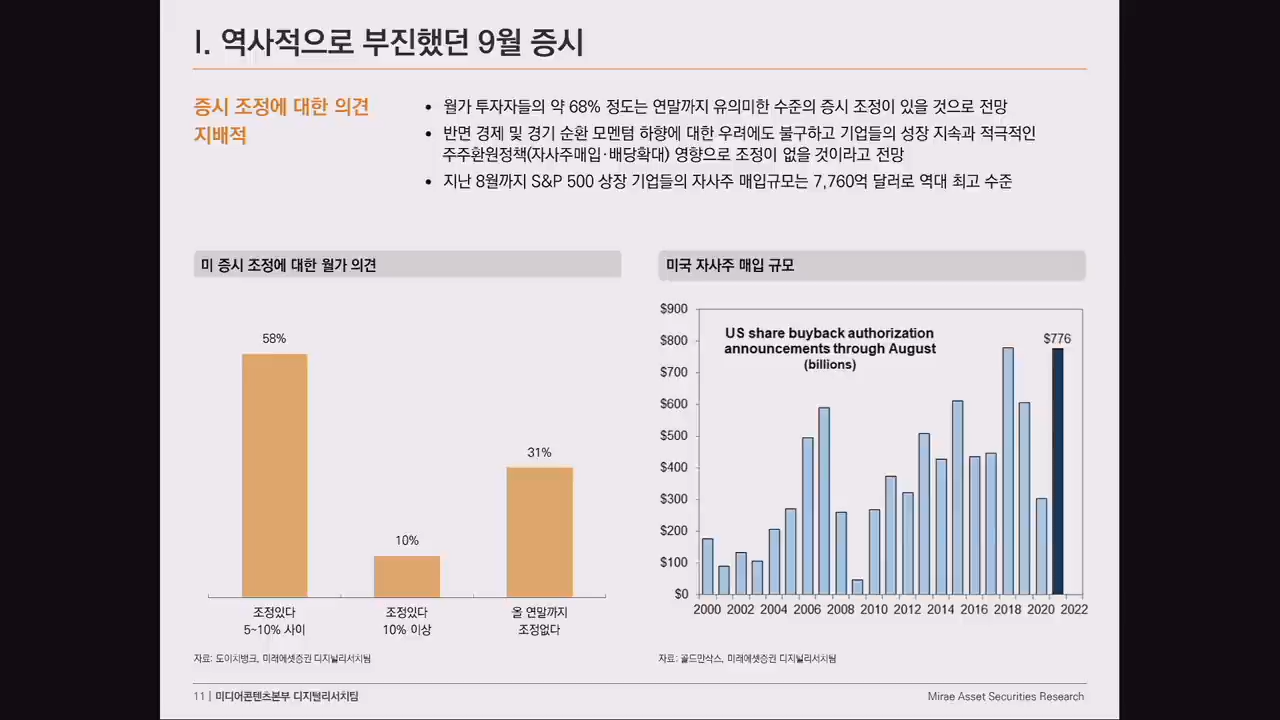 I. 역사적으로 부진했던 9월 증시
증시 조정에 대한 의견
지배적
• 월가 투자자들의 약 68% 정도는 연말까지 유의미한 수준의 증시 조정이 있을 것으로 전망
• 반면 경제 및 경기 순환 모멘텀 하향에 대한 우려에도 불구하고 기업들의 성장 지속과 적극적인
주주환원정책(자사주매입·배당확대) 영향으로 조정이 없을 것이라고 전망
• 지난 8월까지 S&P 500 상장 기업들의 자사주 매입규모는 7,760억 달러로 역대 최고 수준
미 증시 조정에 대한 월가 의견
58%
10%
31%
조정있다
5~10% 사이
조정있다
10% 이상
올 연말까지
조정없다
자료: 도이치뱅크, 미래에셋증권 디지털리서치팀
미국 자사주 매입 규모
US share buyback authorization
announcements through August
(billions)
$776
$900
$800
$700
$600
$500
$400
$300
$200
$100
$0
2000 2002 2004 2006 2008 2010 2012 2014 2016 2018 2020 2022
자료: 골드만삭스, 미래에셋증권 디지털리서치팀
11 | 미디어콘텐츠본부 디지털리서치팀
Mirae Asset Securities Research